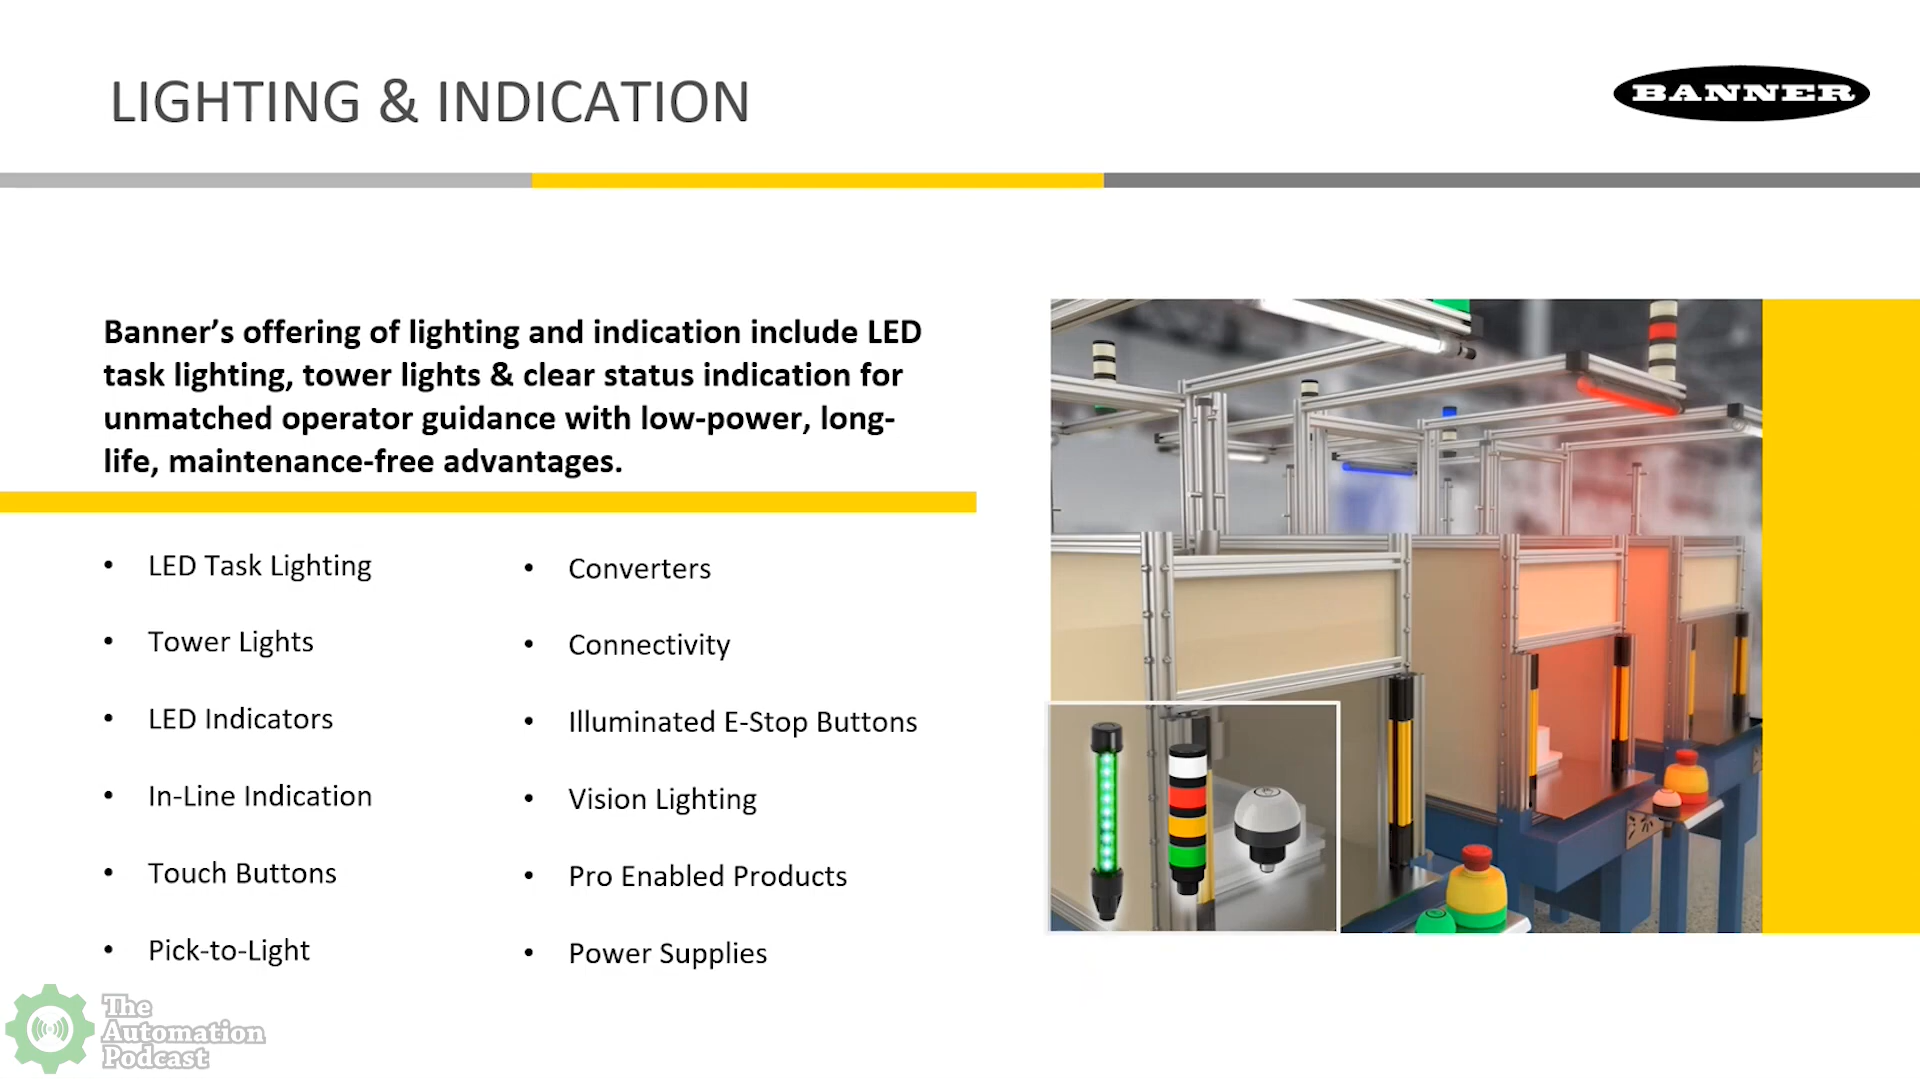 LIGHTING & INDICATION
BANNER
Banner’s offering of lighting and indication include LED
task lighting, tower lights & clear status indication for
unmatched operator guidance with low-power, long-
life, maintenance-free advantages.
• LED Task Lighting
• Tower Lights
• LED Indicators
• In-Line Indication
• Touch Buttons
• Pick-to-Light
• Converters
• Connectivity
• Illuminated E-Stop Buttons
• Vision Lighting
• Pro Enabled Products
• Power Supplies
The
Automation
Podcast